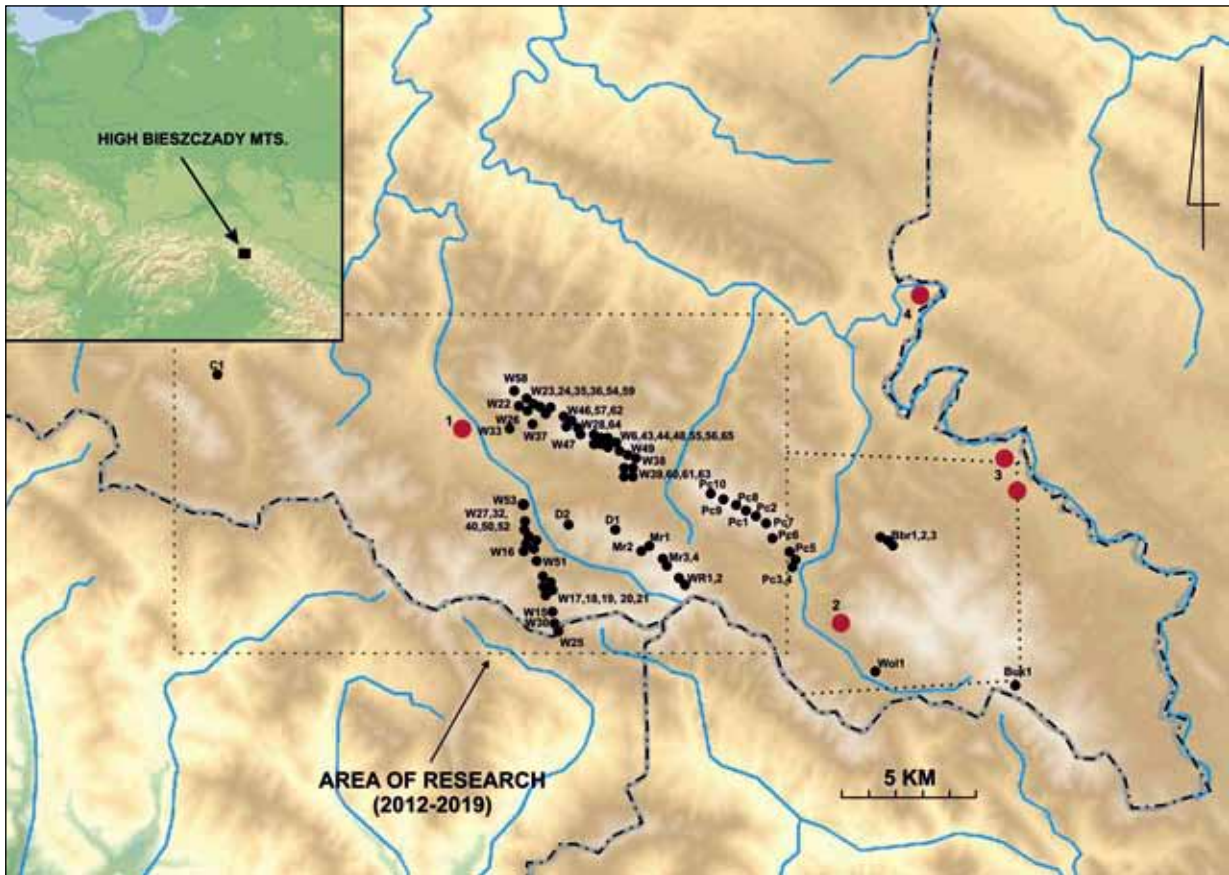 HIGH BIESZCZADY MTS.
4
C1
W58
W23,24,35,36,54,59
W22
W46,57,62
1
W26
W28,64
W33
W37
W47
W6,43,44,48,55,56,65
W49
W38
3
W39,60,61,63
Pc10
Pc8
Pc9
Pc2
Pc1
Pc7
W53
W27,32,
40,50,52
D2
D1
Pc6
Bbr1,2,3
Mr1
Mr2
W16
Pc5
W51
Mr3,4
Pc3,4
WR1,2
W17,18,19, 20,21
2
W30
W25
Wol1
AREA OF RESEARCH
(2012-2019)
5 KM